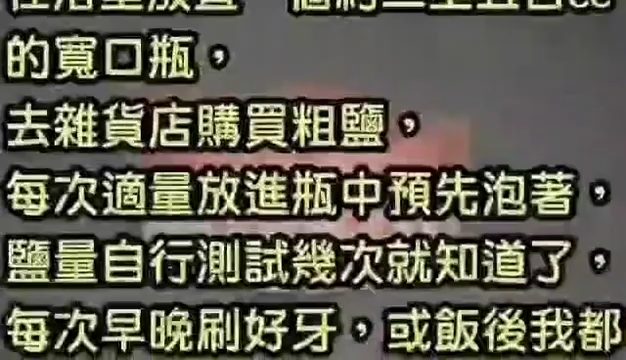 的寬口瓶，
去雜貨店購買粗鹽，
每次適量放進瓶中預先泡著，
鹽量自行測試幾次就知道了，
每次早晚刷好牙，或飯後我都